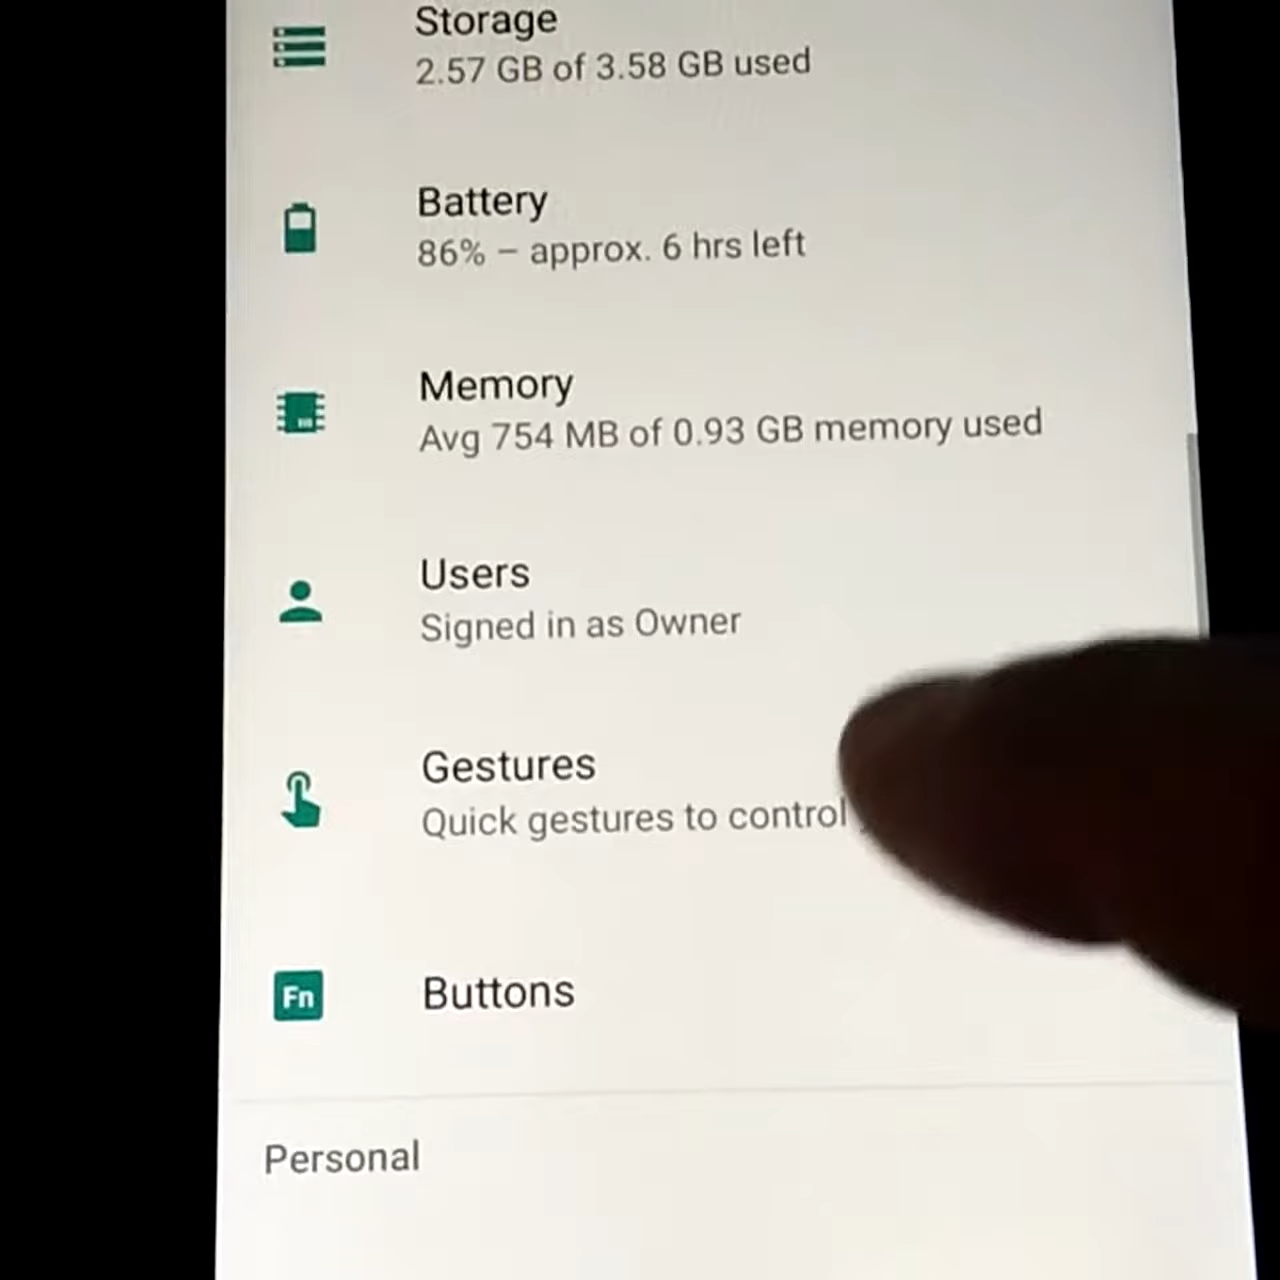 Storage
2.57 GB of 3.58 GB used
Battery
86% – approx. 6 hrs left
Memory
Avg 754 MB of 0.93 GB memory used
Users
Signed in as Owner
Gestures
Quick gestures to control
Fn
Buttons
Personal